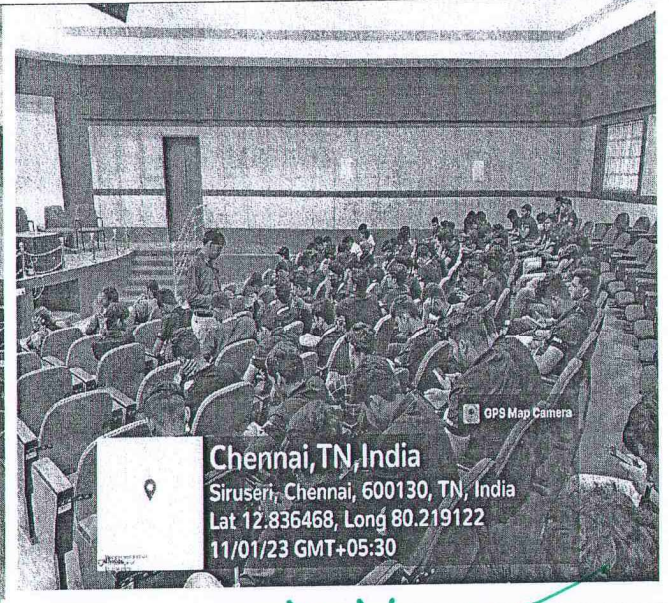 GPS Map Camera
Chennai,TN,India
Siruseri, Chennai, 600130, TN, India
Lat 12.836468, Long 80.219122
11/01/23 GMT+05:30